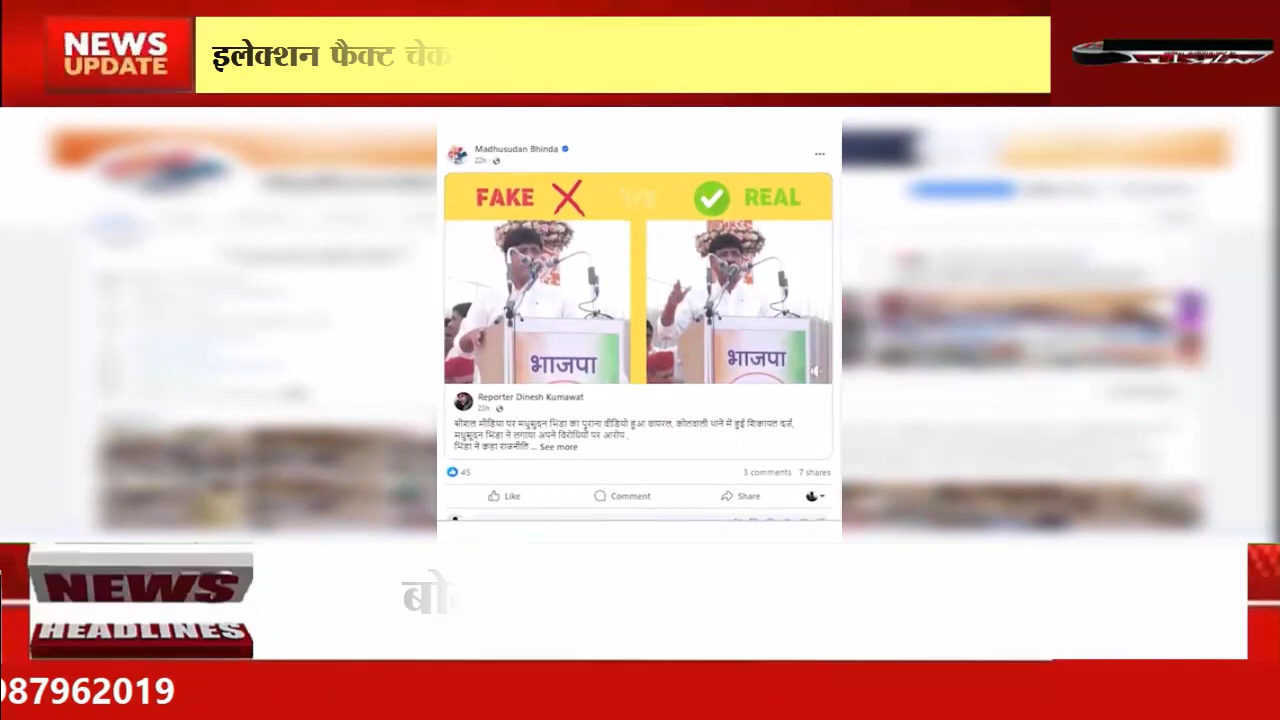 NEWS
UPDATE
इलेक्शन फैक्ट चेक
Madhusudan Bhinda
22h
FAKE
REAL
भाजपा
भाजपा
Reporter Dinesh Kumawat
23h
सोशल मीडिया पर मधुसूदन भिंडा का पुराना वीडियो हुआ वायरल, कोतवाली थाने में हुई शिकायत दर्ज,
मधुसूदन भिंडा ने लगाया अपने विरोधियों पर आरोप ,
भिंडा ने कहा राजनीति ... See more
45
3 comments 7 shares
Like Comment Share
NEWS
HEADLINES
987962019